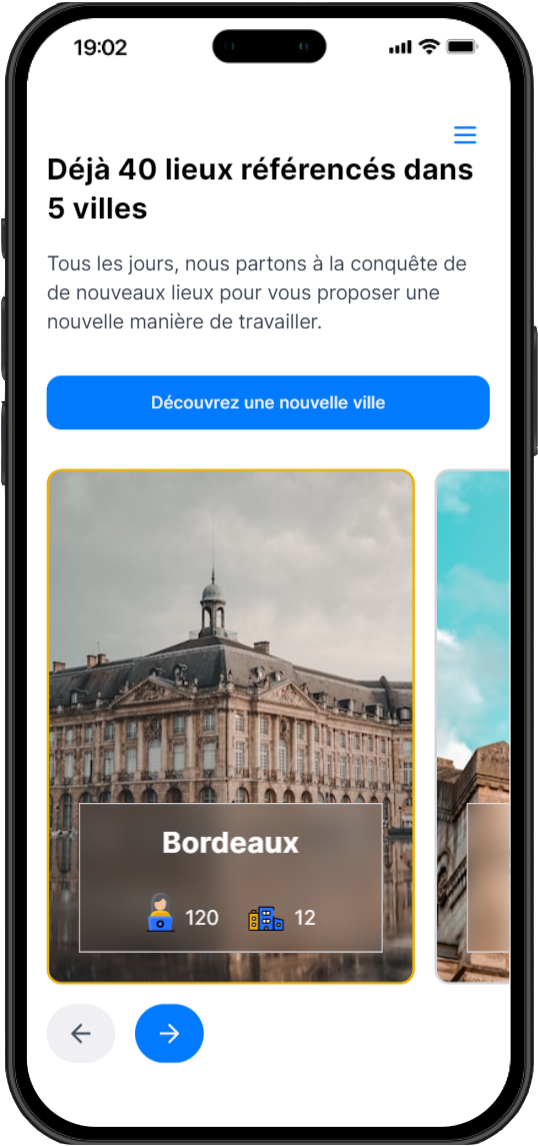 19:02
Déjà 40 lieux référencés dans
5 villes
Tous les jours, nous partons à la conquête de
de nouveaux lieux pour vous proposer une
nouvelle manière de travailler.
Découvrez une nouvelle ville
Bordeaux
120 12